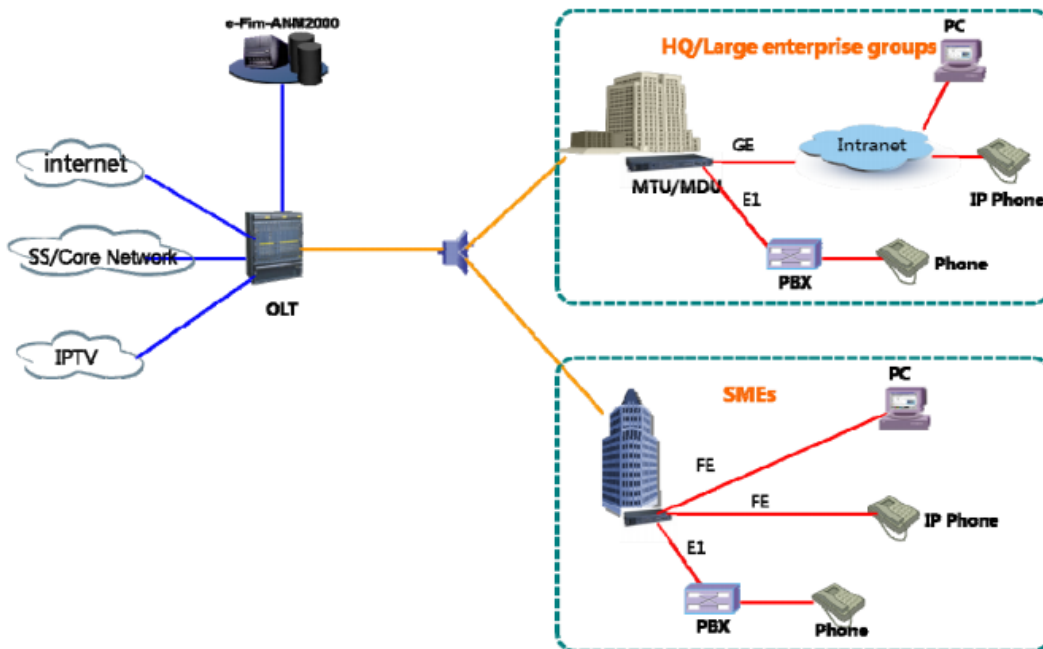 e-Fim-ANM2000
internet
SS/Core Network
IPTV
OLT
HQ/Large enterprise groups
PC
GE
Intranet
MTU/MDU
E1
IP Phone
PBX
Phone
SMEs
PC
FE
FE
IP Phone
E1
PBX
Phone